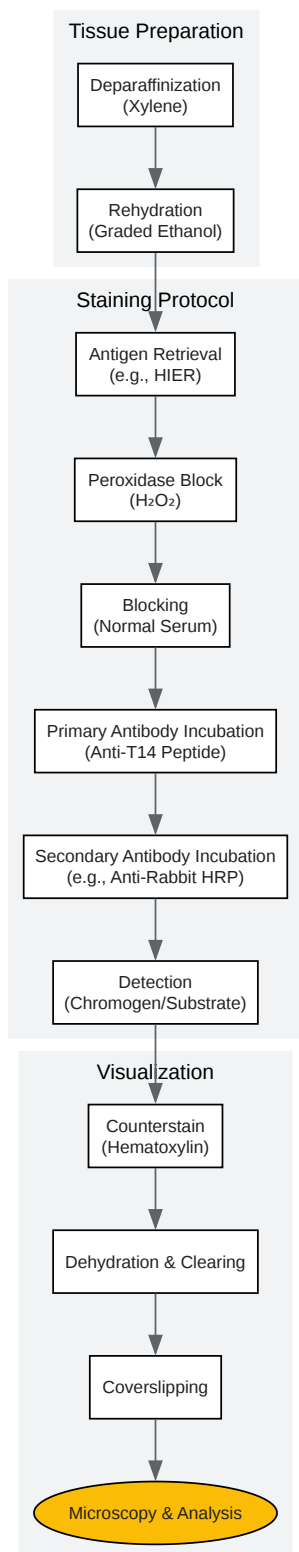 Tissue Preparation
Deparaffinization
(Xylene)
Rehydration
(Graded Ethanol)
Staining Protocol
Antigen Retrieval
(e.g., HIER)
Peroxidase Block
(H₂O₂)
Blocking
(Normal Serum)
Primary Antibody Incubation
(Anti-T14 Peptide)
Secondary Antibody Incubation
(e.g., Anti-Rabbit HRP)
Detection
(Chromogen/Substrate)
Visualization
Counterstain
(Hematoxylin)
Dehydration & Clearing
Coverslipping
Microscopy & Analysis